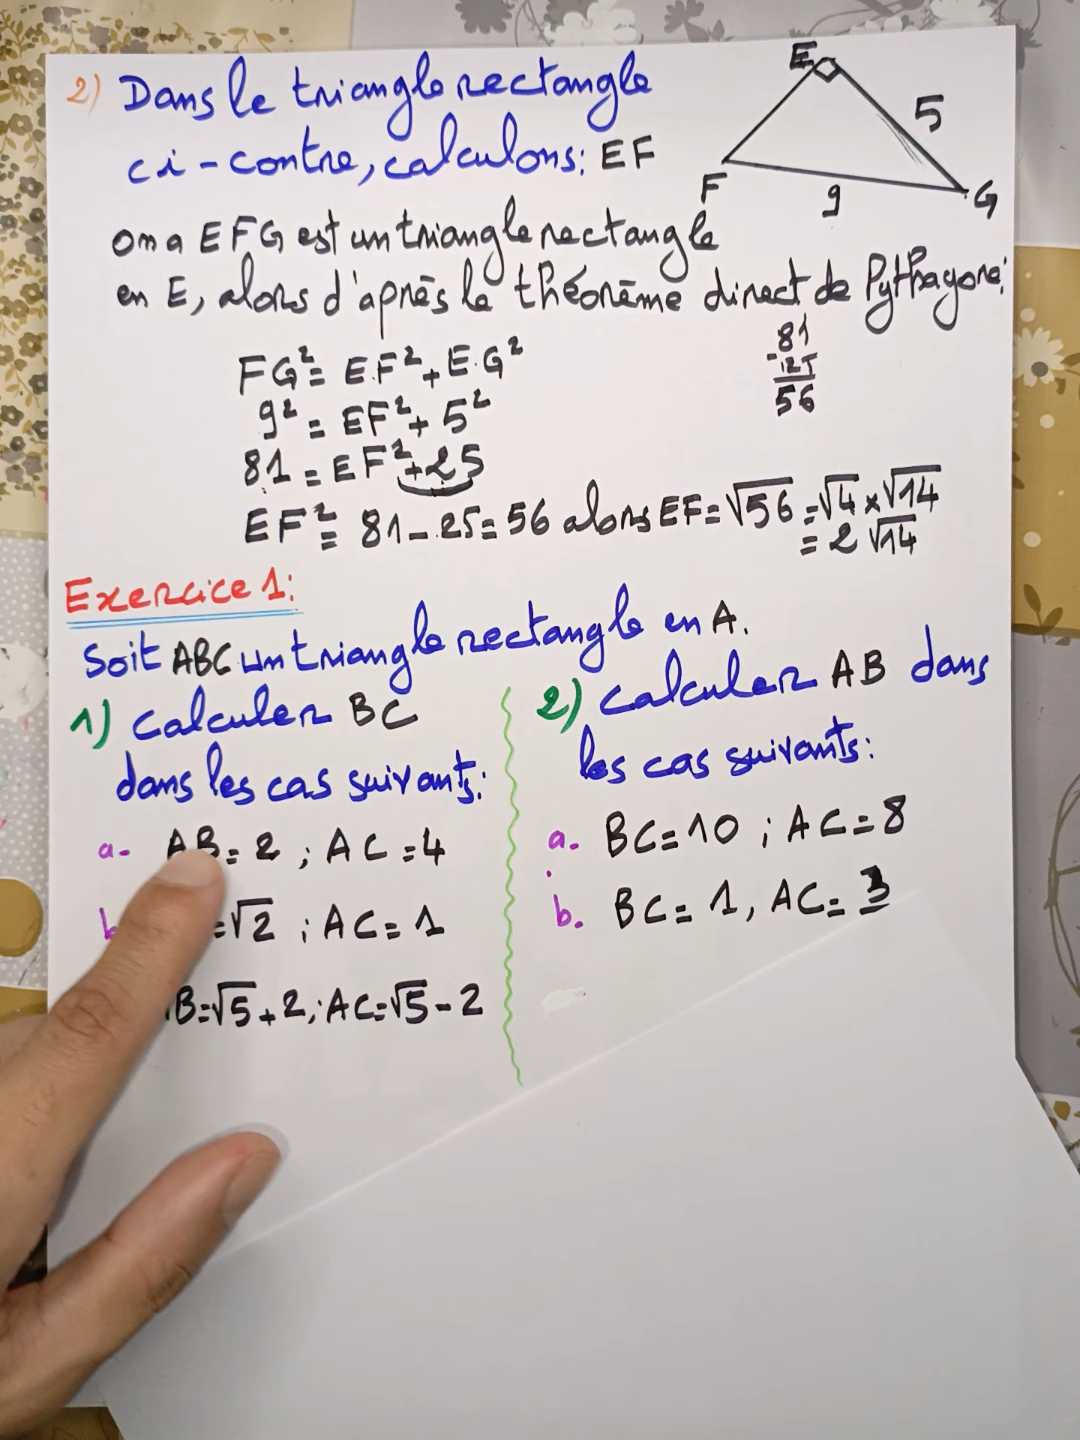 2) Dans le triangle rectangle
ci-contre, calculons: EF
E
5
F
9
G
on a EFG est un triangle rectangle
en E, alors d'après le théorème direct de Pythagore:
FG² = EF² + EG²
9² = EF² + 5²
81 = EF² + 25
EF² = 81 - 25 = 56 alors EF = √56 = √4 × √14
= 2√14
81
- 25
56
Exercice 1:
Soit ABC un triangle rectangle en A.
1) calculer BC
dans les cas suivants:
a- AB = 2 ; AC = 4
= √2 ; AC = 1
B = √5 + 2 ; AC = √5 - 2
2) calculer AB dans
les cas suivants:
a. BC = 10 ; AC = 8
b. BC = 1, AC = 3